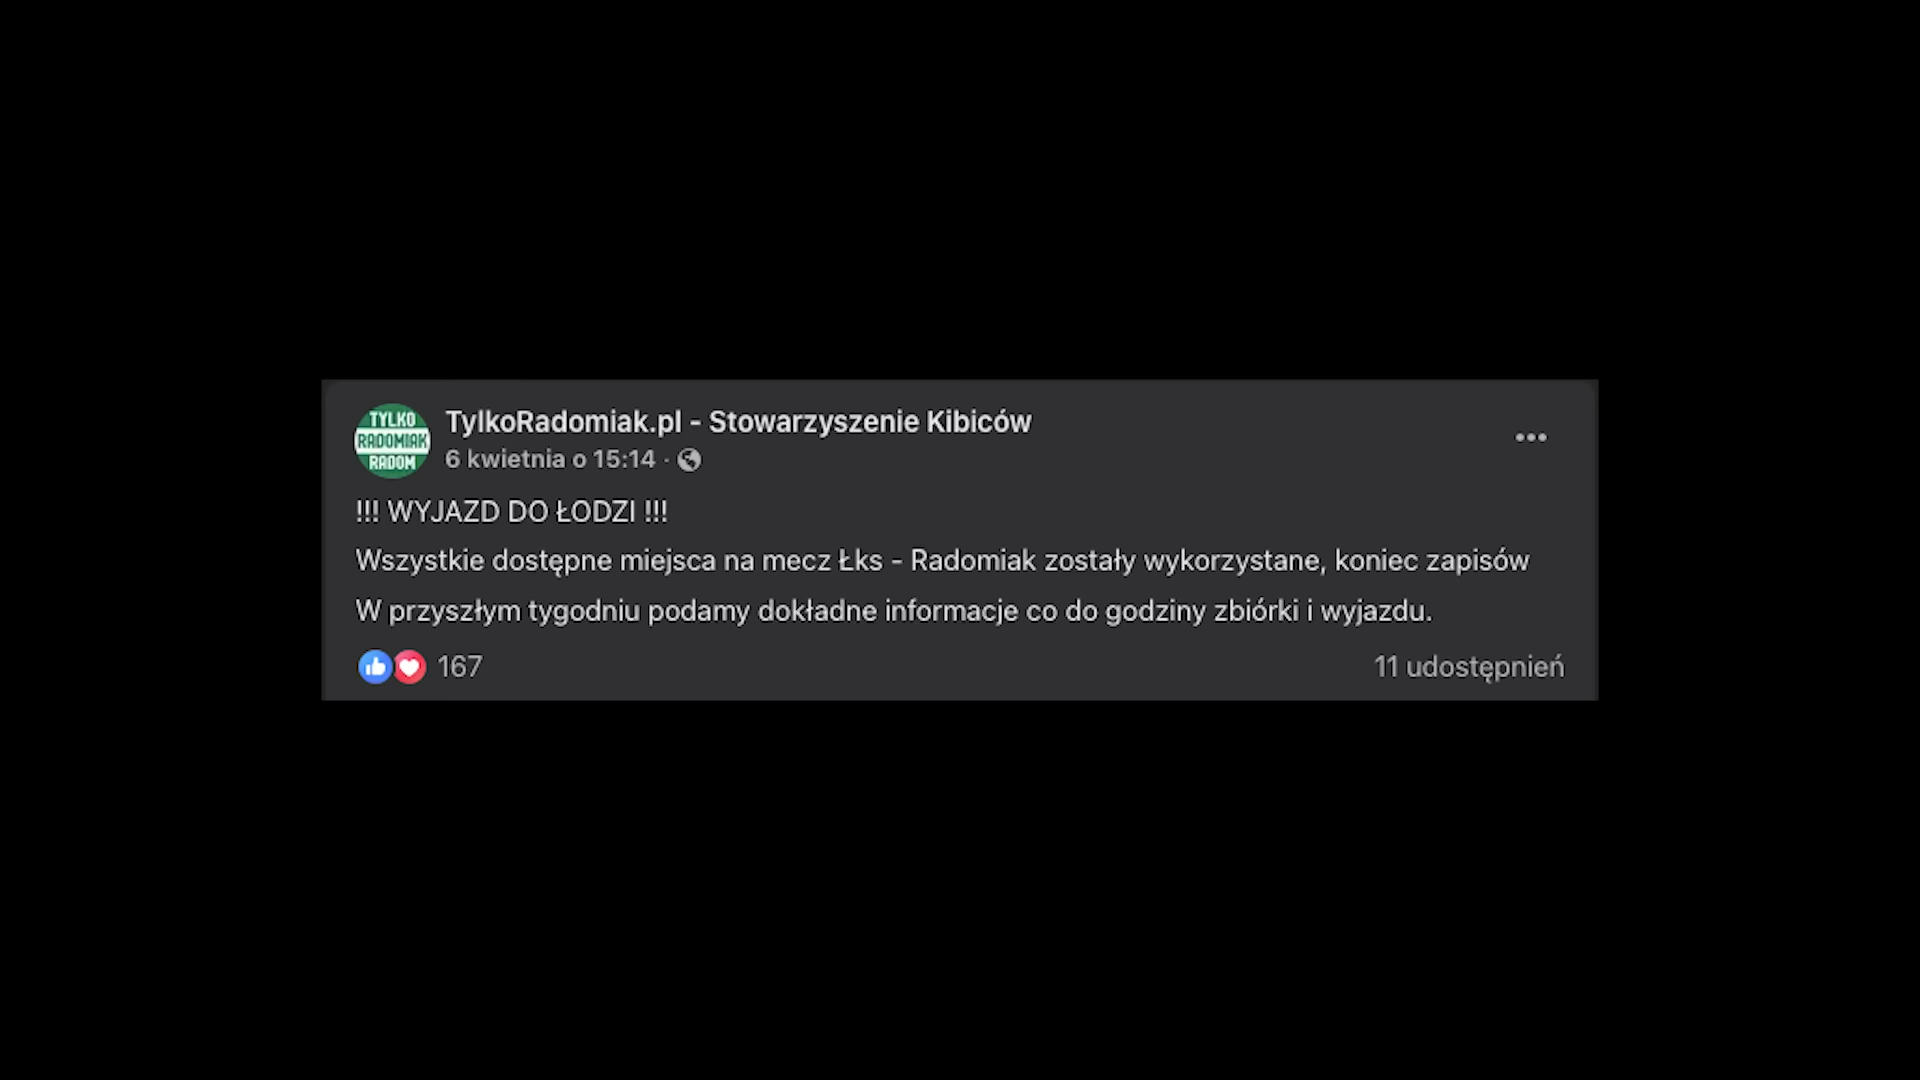 TYLKO
RADOMIAK
RADOM
TylkoRadomiak.pl - Stowarzyszenie Kibiców
6 kwietnia o 15:14 ·
!!! WYJAZD DO ŁODZI !!!
Wszystkie dostępne miejsca na mecz Łks - Radomiak zostały wykorzystane, koniec zapisów
W przyszłym tygodniu podamy dokładne informacje co do godziny zbiórki i wyjazdu.
167
11 udostępnień